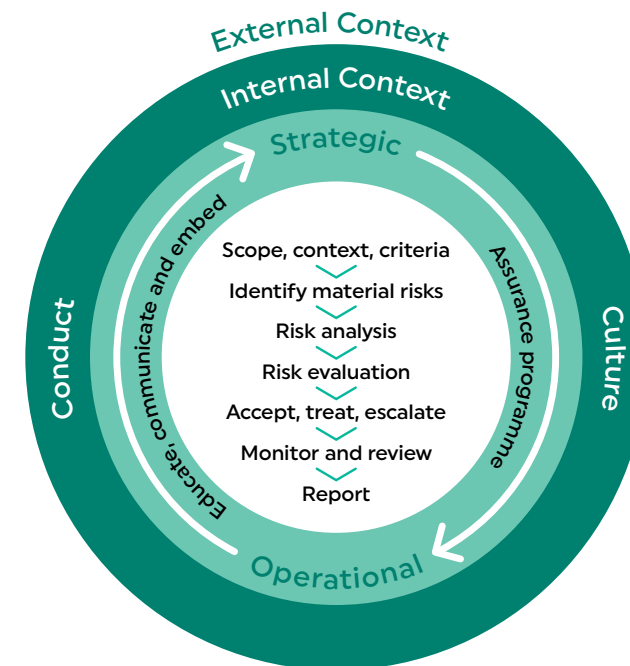 External Context
Internal Context
Strategic
Conduct
Educate, communicate and embed
Scope, context, criteria
Identify material risks
Risk analysis
Risk evaluation
Accept, treat, escalate
Monitor and review
Report
Assurance programme
Culture
Operational